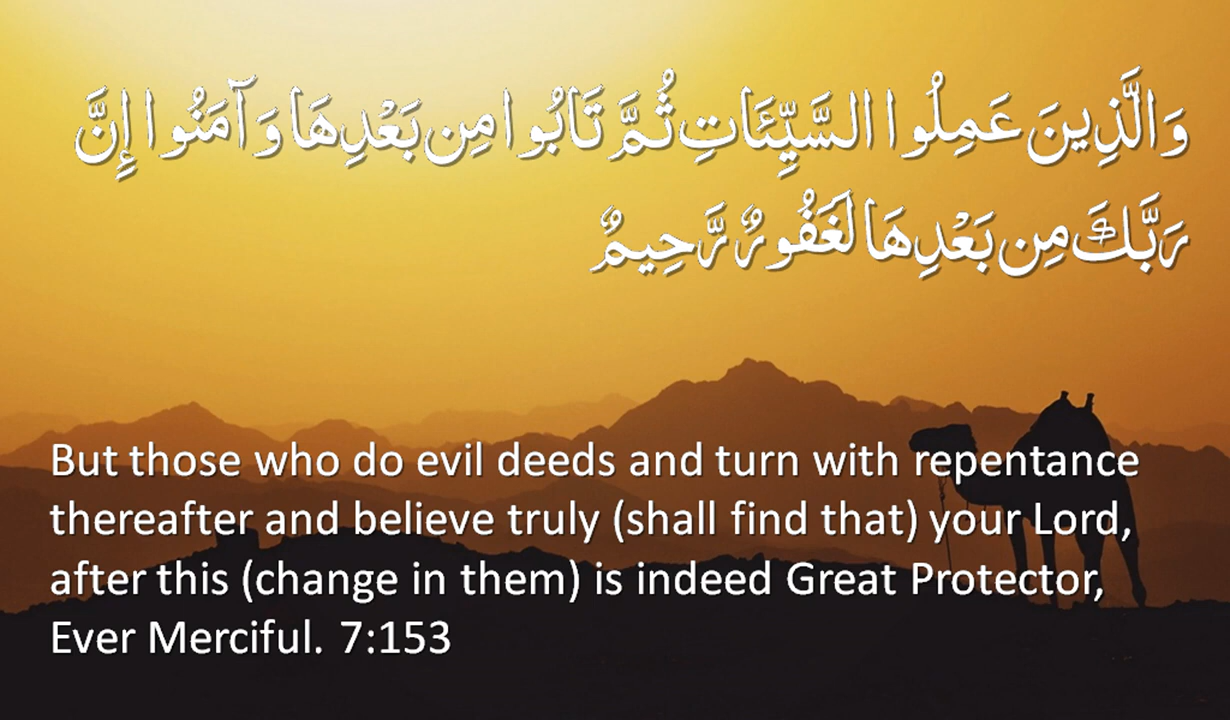 وَالَّذِينَ عَمِلُوا السَّيِّئَاتِ ثُمَّ تَابُوا مِن بَعْدِهَا وَآمَنُوا إِنَّ
رَبَّكَ مِن بَعْدِهَا لَغَفُورٌ رَّحِيمٌ
But those who do evil deeds and turn with repentance
thereafter and believe truly (shall find that) your Lord,
after this (change in them) is indeed Great Protector,
Ever Merciful. 7:153